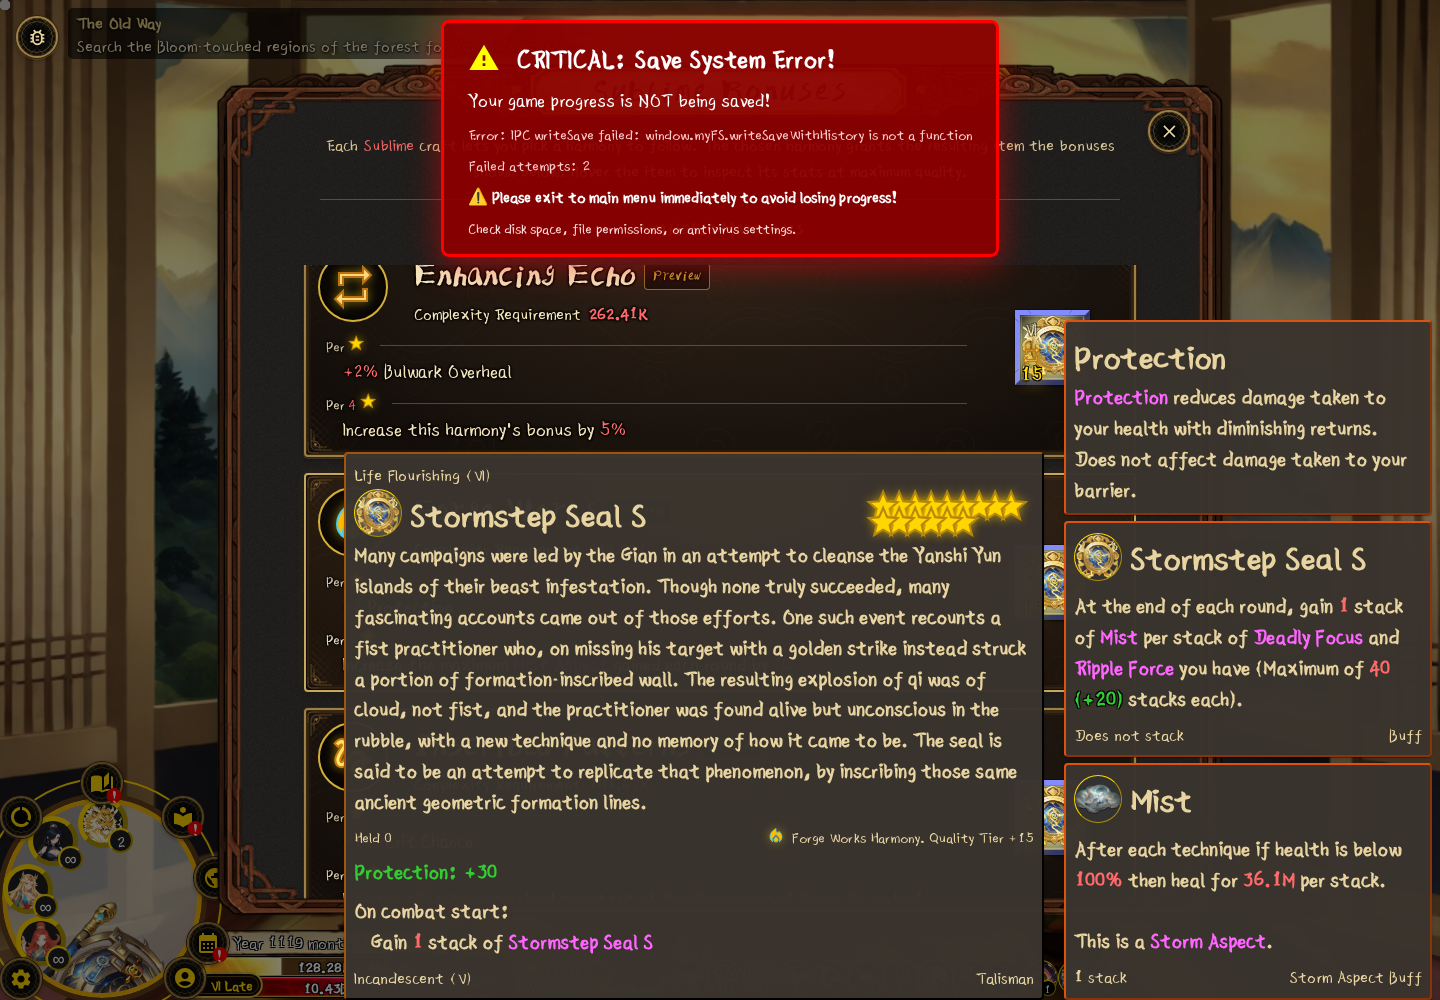 The Old Way
Search the Bloom-touched regions of the forest fo
CRITICAL: Save System Error!
Your game progress is NOT being saved!
Error: IPC writeSave failed: window.myFS.writeSaveWithHistory is not a function
Failed attempts: 2
Please exit to main menu immediately to avoid losing progress!
Check disk space, file permissions, or antivirus settings.
Each Sublime cra
tem the bonuses
Enhancing Echo Preview
Complexity Requirement 262.41K
Per
+2% Bulwark Overheal
Per 4
Increase this harmony's bonus by 5%
VI
15
Life Flourishing (VI)
Stormstep Seal S
Many campaigns were led by the Gian in an attempt to cleanse the Yanshi Yun
islands of their beast infestation. Though none truly succeeded, many
fascinating accounts came out of those efforts. One such event recounts a
fist practitioner who, on missing his target with a golden strike instead struck
a portion of formation-inscribed wall. The resulting explosion of qi was of
cloud, not fist, and the practitioner was found alive but unconscious in the
rubble, with a new technique and no memory of how it came to be. The seal is
said to be an attempt to replicate that phenomenon, by inscribing those same
ancient geometric formation lines.
Held 0
Forge Works Harmony. Quality Tier +15
Protection: +30
On combat start:
Gain 1 stack of Stormstep Seal S
Incandescent (V)
Talisman
Protection
Protection reduces damage taken to
your health with diminishing returns.
Does not affect damage taken to your
barrier.
Stormstep Seal S
At the end of each round, gain 1 stack
of Mist per stack of Deadly Focus and
Ripple Force you have (Maximum of 40
(+20) stacks each).
Does not stack
Buff
Mist
After each technique if health is below
100% then heal for 36.1M per stack.
This is a Storm Aspect.
1 stack
Storm Aspect Buff
Per
Per
Per
Per
2
∞
∞
∞
Year 1119 mont
128.28
VI Late
10.43